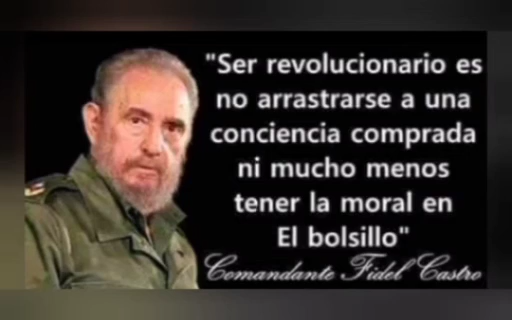 "Ser revolucionario es
no arrastrarse a una
conciencia comprada
ni mucho menos
tener la moral en
El bolsillo"
Comandante Fidel Castro